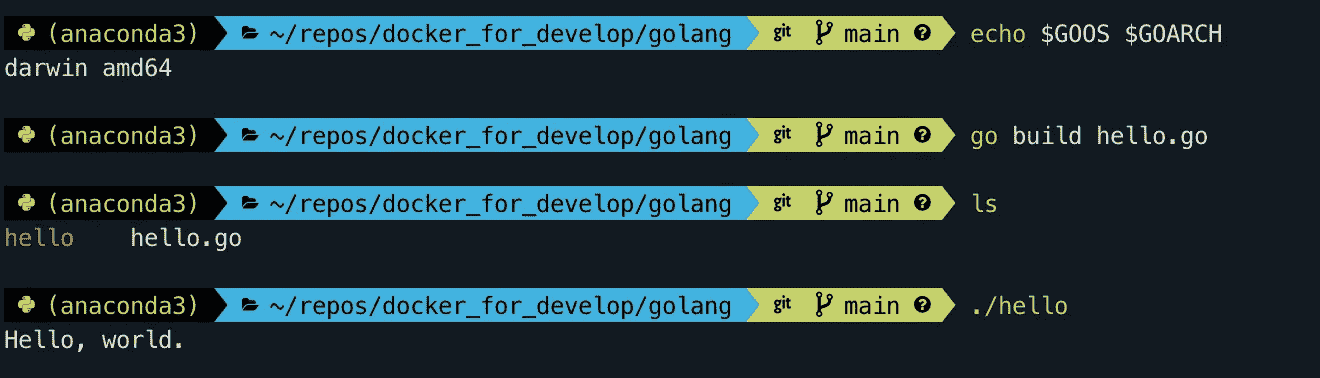 (anaconda3) ~/repos/docker_for_develop/golang git main ? echo $GOOS $GOARCH
darwin amd64
(anaconda3) ~/repos/docker_for_develop/golang git main ? go build hello.go
(anaconda3) ~/repos/docker_for_develop/golang git main ? ls
hello hello.go
(anaconda3) ~/repos/docker_for_develop/golang git main ? ./hello
Hello, world.